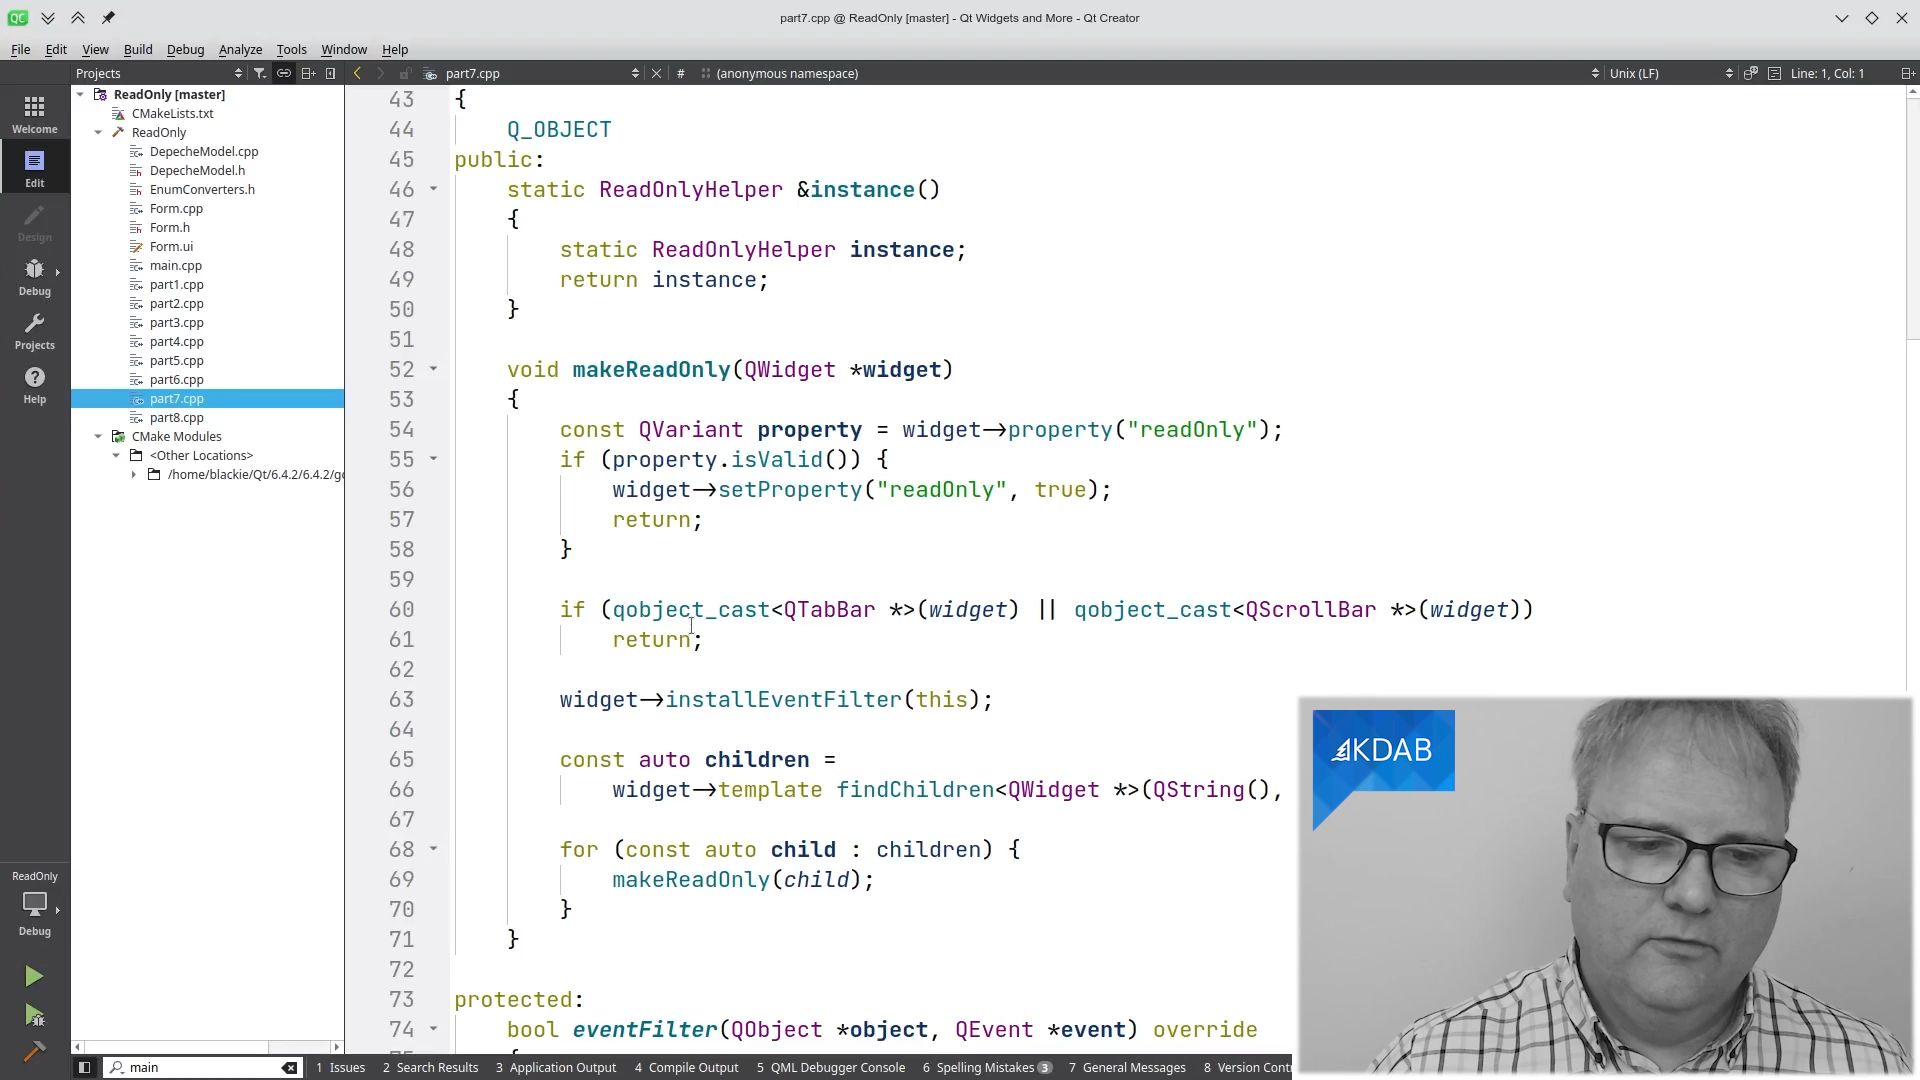 part7.cpp @ ReadOnly [master] - Qt Widgets and More - Qt Creator
File Edit View Build Debug Analyze Tools Window Help
Projects part7.cpp # (anonymous namespace) Unix (LF) Line: 1, Col: 1
Welcome
Edit
Design
Debug
Projects
Help
ReadOnly [master]
CMakeLists.txt
ReadOnly
DepecheModel.cpp
DepecheModel.h
EnumConverters.h
Form.cpp
Form.h
Form.ui
main.cpp
part1.cpp
part2.cpp
part3.cpp
part4.cpp
part5.cpp
part6.cpp
part7.cpp
part8.cpp
CMake Modules
<Other Locations>
/home/blackie/Qt/6.4.2/6.4.2/gc
43 {
44 Q_OBJECT
45 public:
46 static ReadOnlyHelper &instance()
47 {
48 static ReadOnlyHelper instance;
49 return instance;
50 }
51
52 void makeReadOnly(QWidget *widget)
53 {
54 const QVariant property = widget->property("readOnly");
55 if (property.isValid()) {
56 widget->setProperty("readOnly", true);
57 return;
58 }
59
60 if (qobject_cast<QTabBar *>(widget) || qobject_cast<QScrollBar *>(widget))
61 return;
62
63 widget->installEventFilter(this);
64
65 const auto children =
66 widget->template findChildren<QWidget *>(QString(),
67
68 for (const auto child : children) {
69 makeReadOnly(child);
70 }
71 }
72
73 protected:
74 bool eventFilter(QObject *object, QEvent *event) override
KDAB
ReadOnly
Debug
main 1 Issues 2 Search Results 3 Application Output 4 Compile Output 5 QML Debugger Console 6 Spelling Mistakes 3 7 General Messages 8 Version Contr